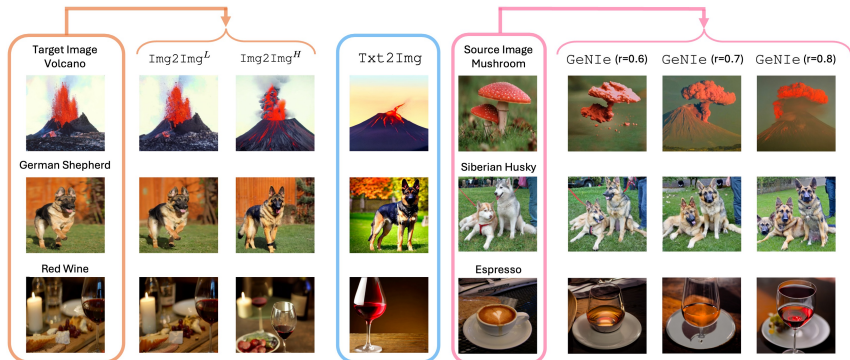 Target Image
Volcano
Img2Img^L
Img2Img^H
Txt2Img
Source Image
Mushroom
GeNIe (r=0.6)
GeNIe (r=0.7)
GeNIe (r=0.8)
German Shepherd
Siberian Husky
Red Wine
Espresso